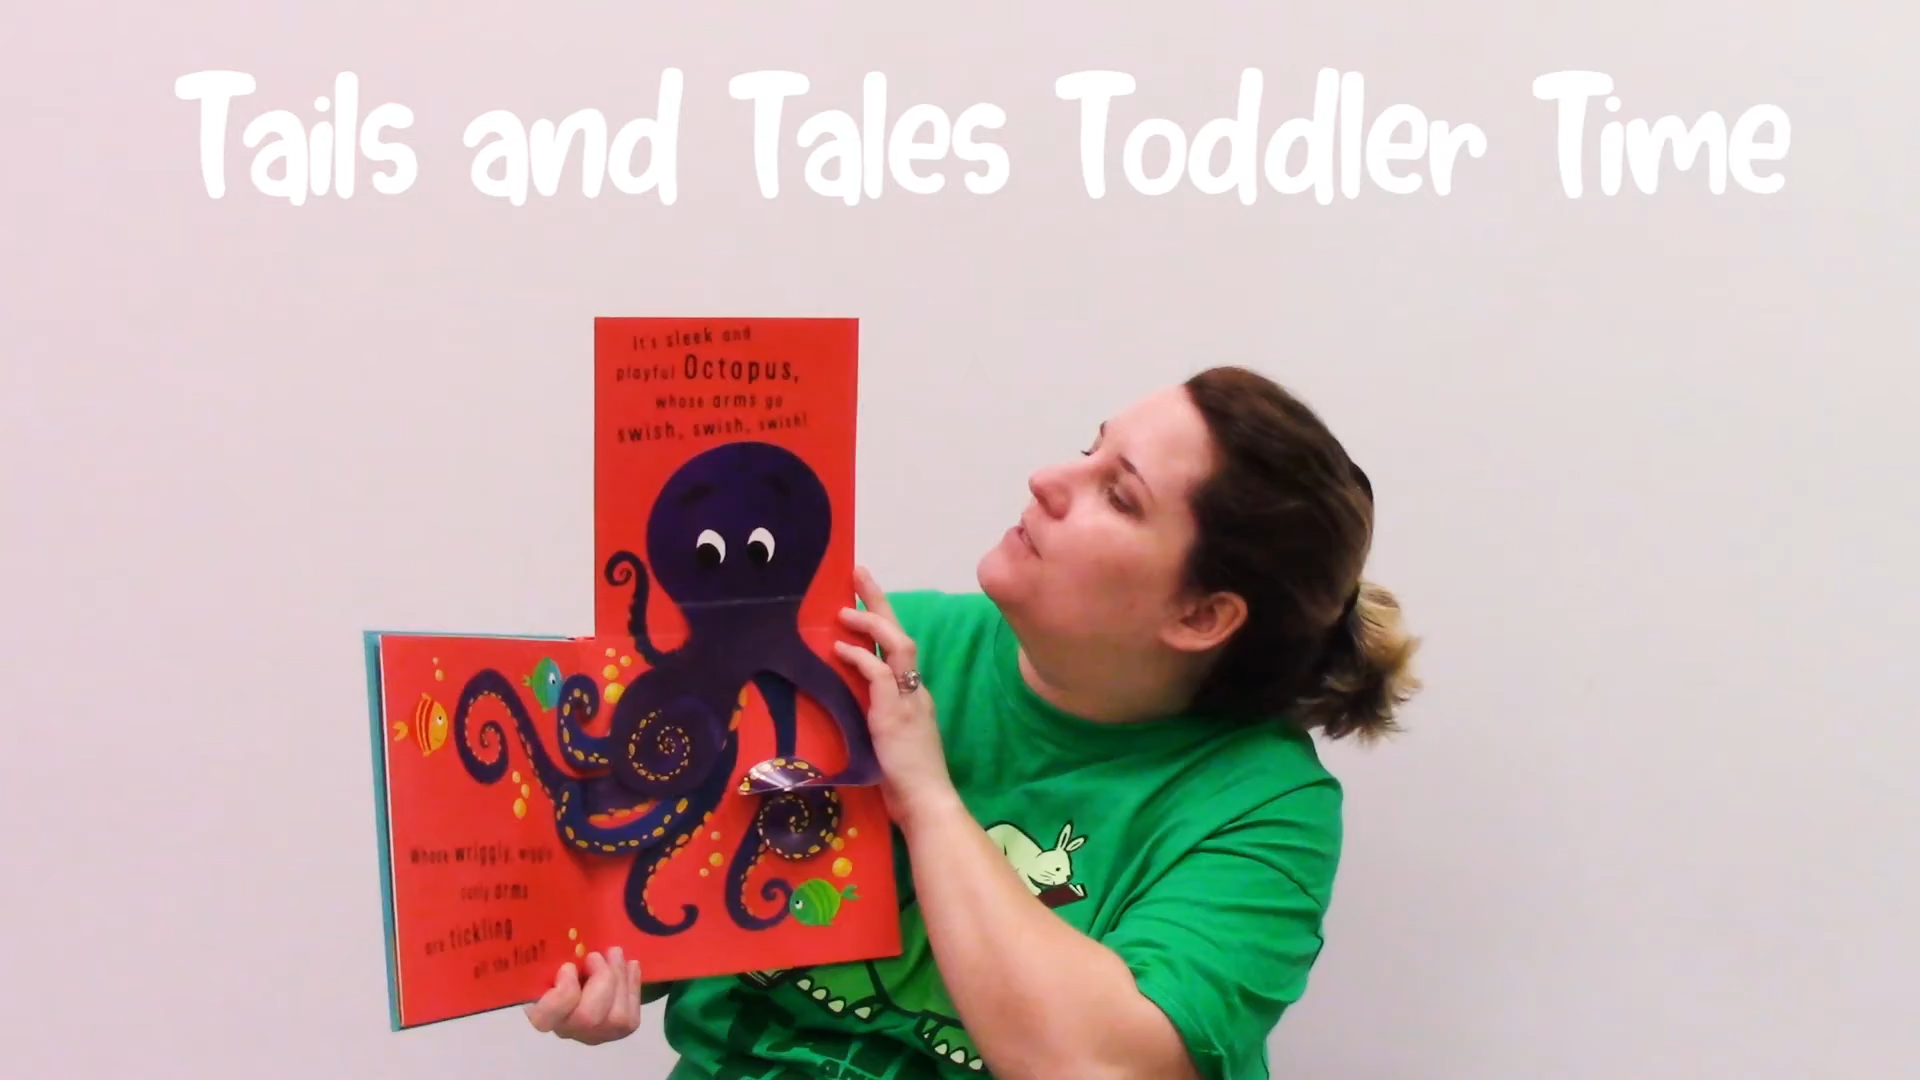 Tails and Tales Toddler Time
It's sleek and
playful Octopus,
whose arms go
swish, swish, swish!
Whose wriggly, wiggly
curly arms
are tickling
all the fish?